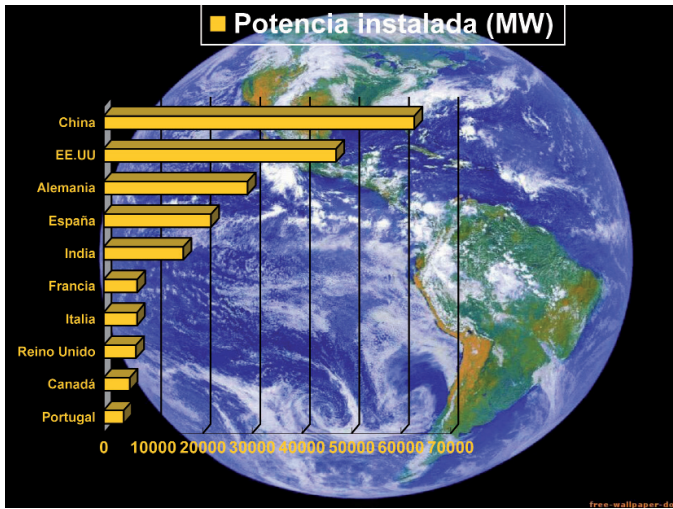 Potencia instalada (MW)
China
EE.UU
Alemania
España
India
Francia
Italia
Reino Unido
Canadá
Portugal
0 10000 20000 30000 40000 50000 60000 70000
free-wallpaper-do